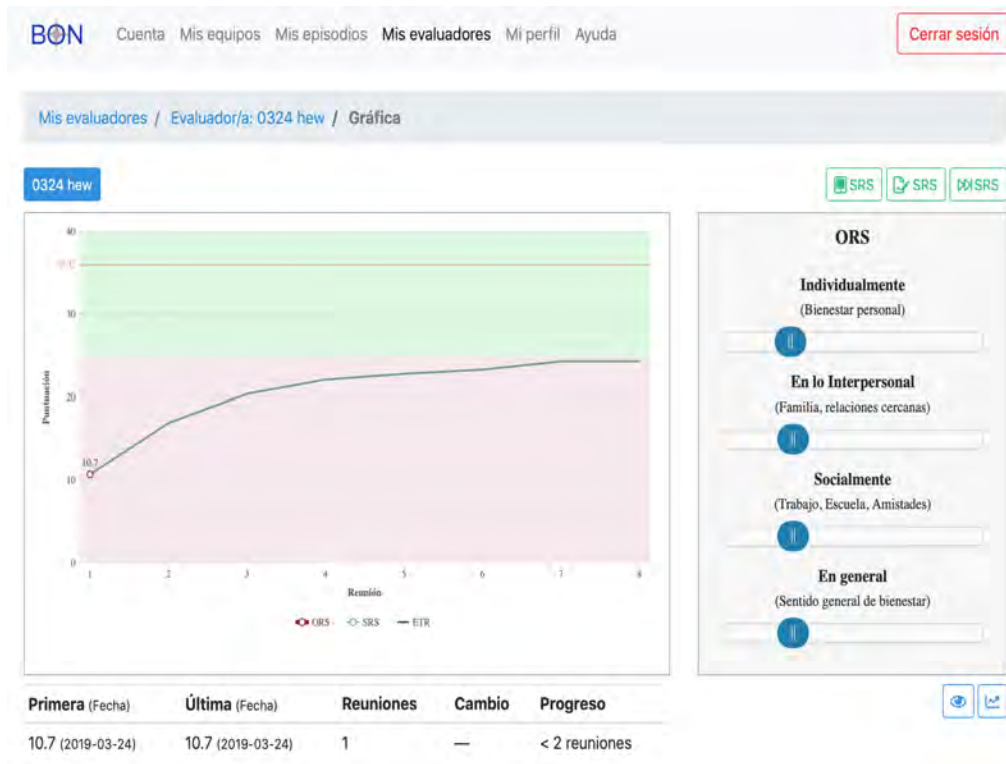 BON Cuenta Mis equipos Mis episodios Mis evaluadores Mi perfil Ayuda Cerrar sesión
Mis evaluadores / Evaluador/a: 0324 hew / Gráfica
0324 hew SRS SRS SRS
40
30
20
10
0
10.7
Puntuación
1 2 3 4 5 6 7 8
Reunión
ORS SRS ETR
ORS
Individualmente
(Bienestar personal)
En lo Interpersonal
(Familia, relaciones cercanas)
Socialmente
(Trabajo, Escuela, Amistades)
En general
(Sentido general de bienestar)
Primera (Fecha) Última (Fecha) Reuniones Cambio Progreso
10.7 (2019-03-24) 10.7 (2019-03-24) 1 — < 2 reuniones